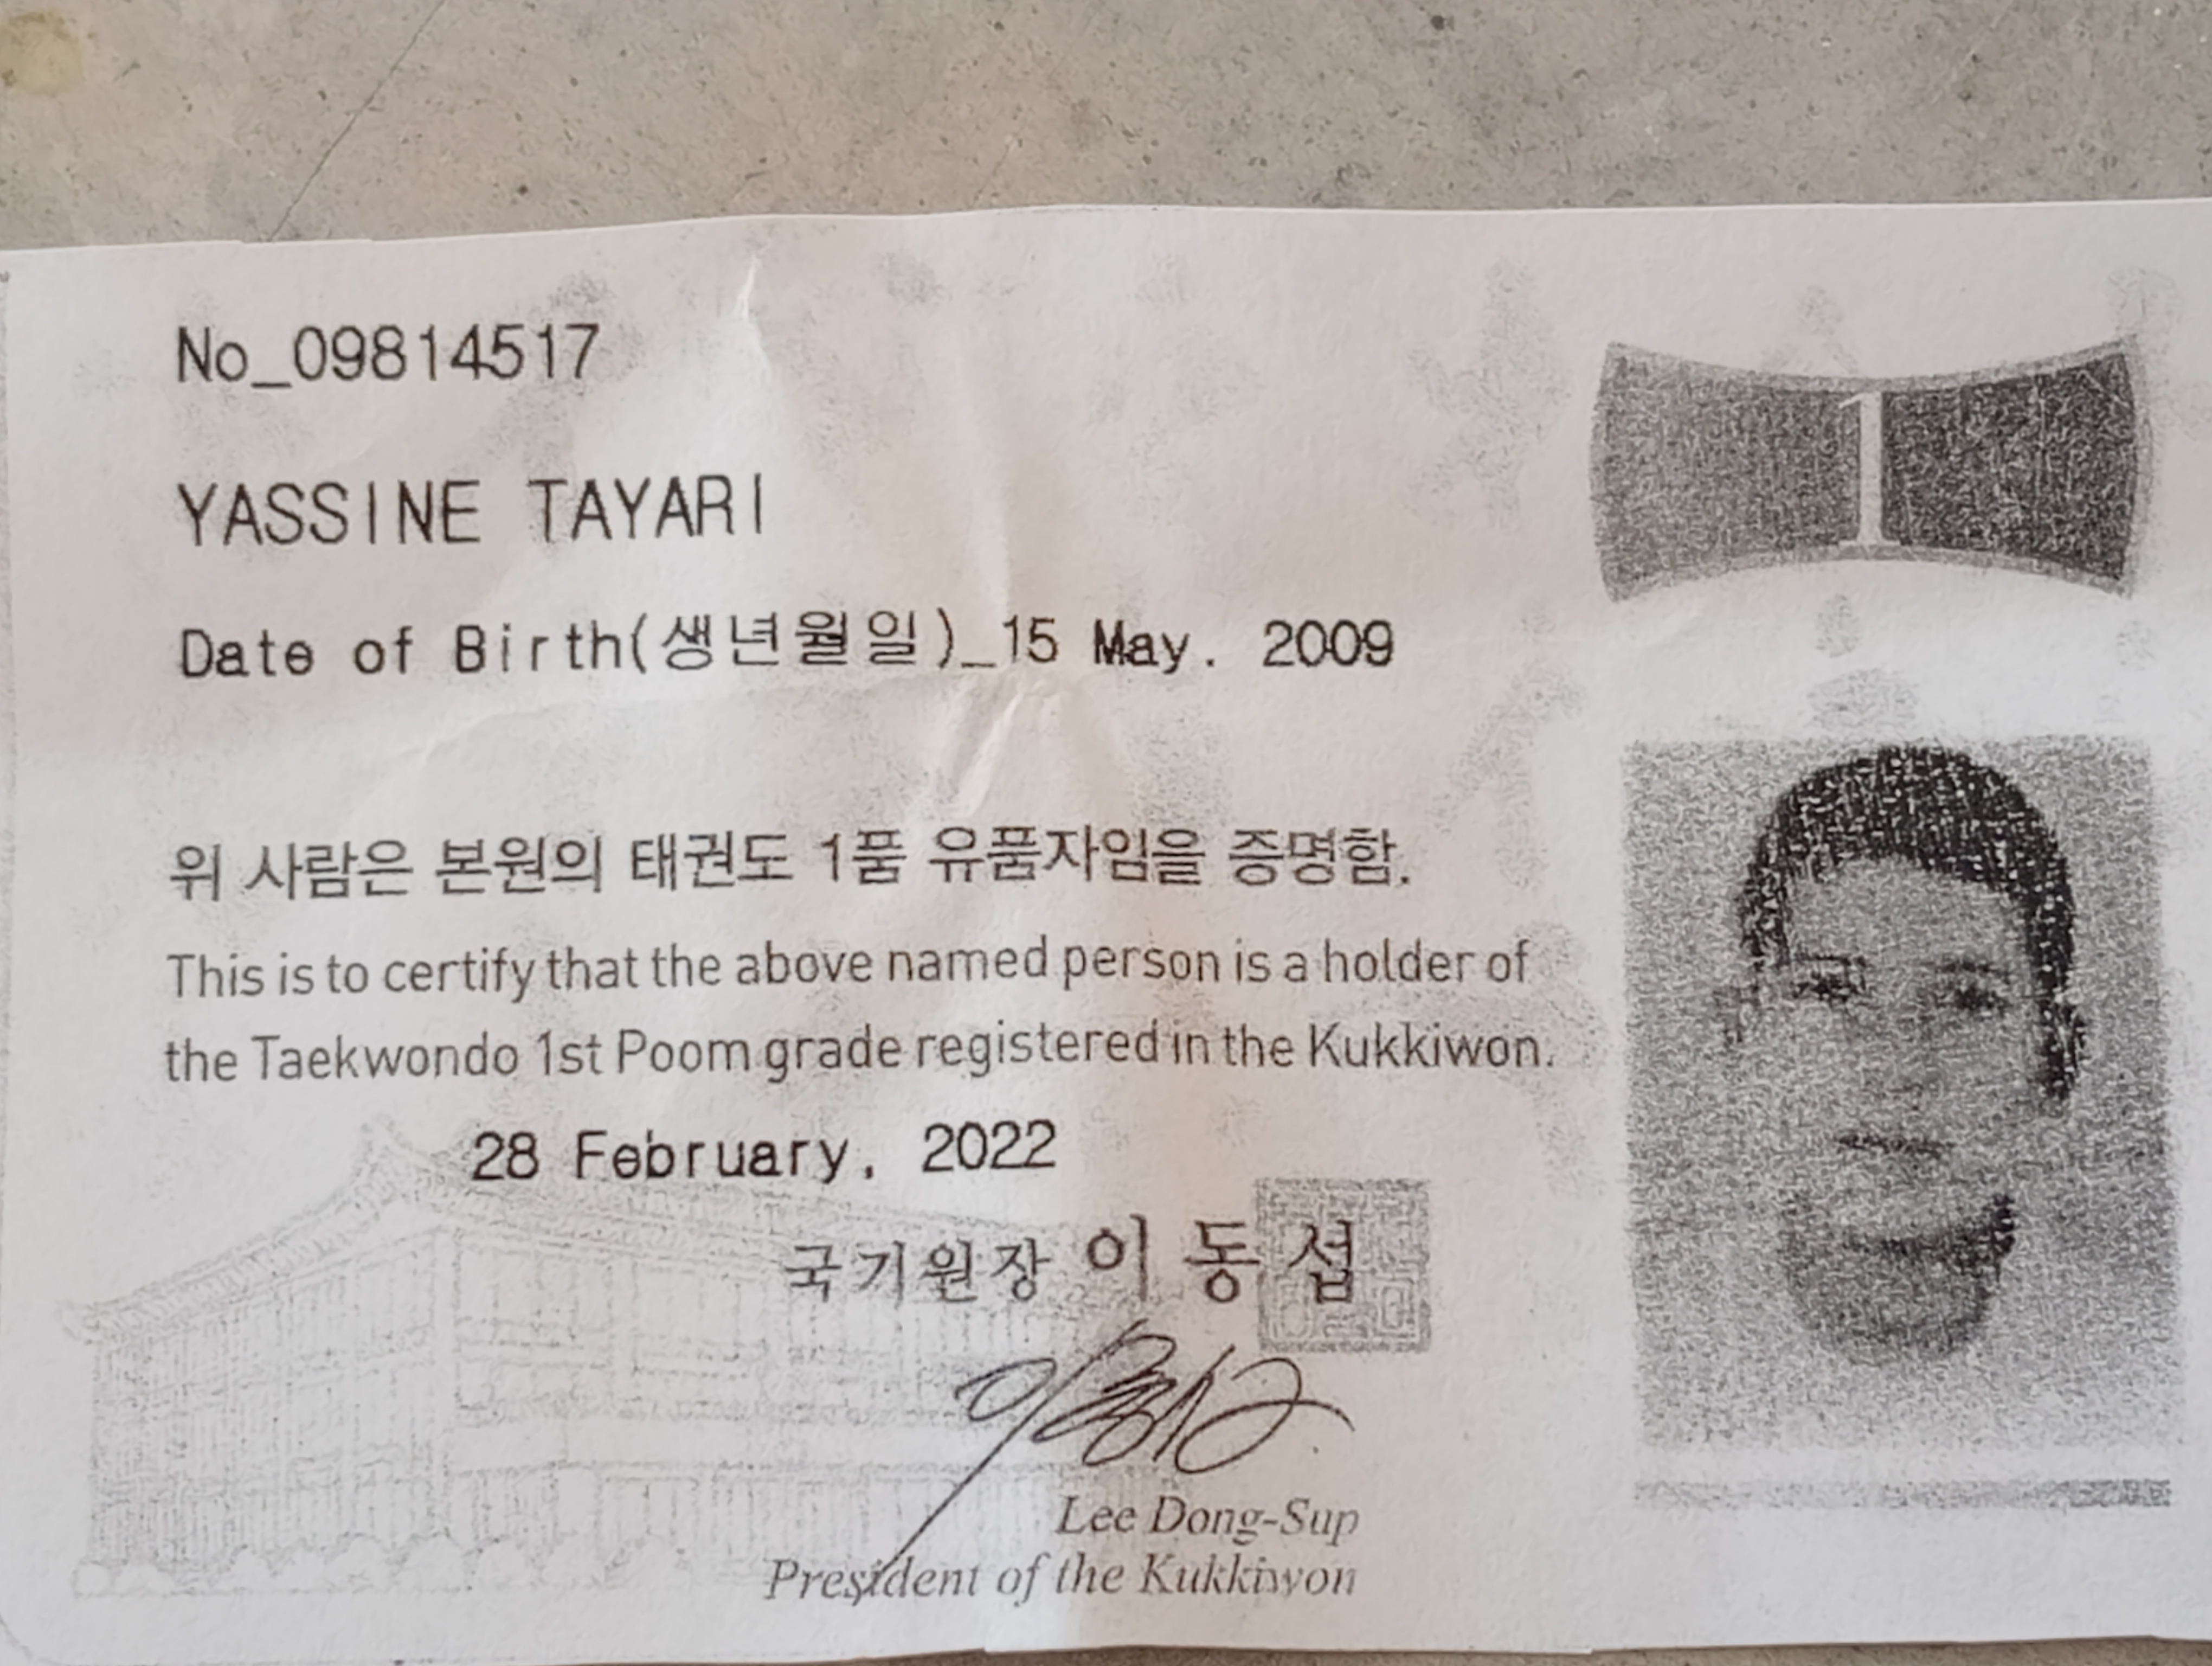 No_09814517
1
YASSINE TAYARI
Date of Birth(생년월일)_15 May. 2009
위 사람은 본원의 태권도 1품 유품자임을 증명함.
This is to certify that the above named person is a holder of
the Taekwondo 1st Poom grade registered in the Kukkiwon.
28 February, 2022
국기원장 이 동 섭
Lee Dong-Sup
President of the Kukkiwon